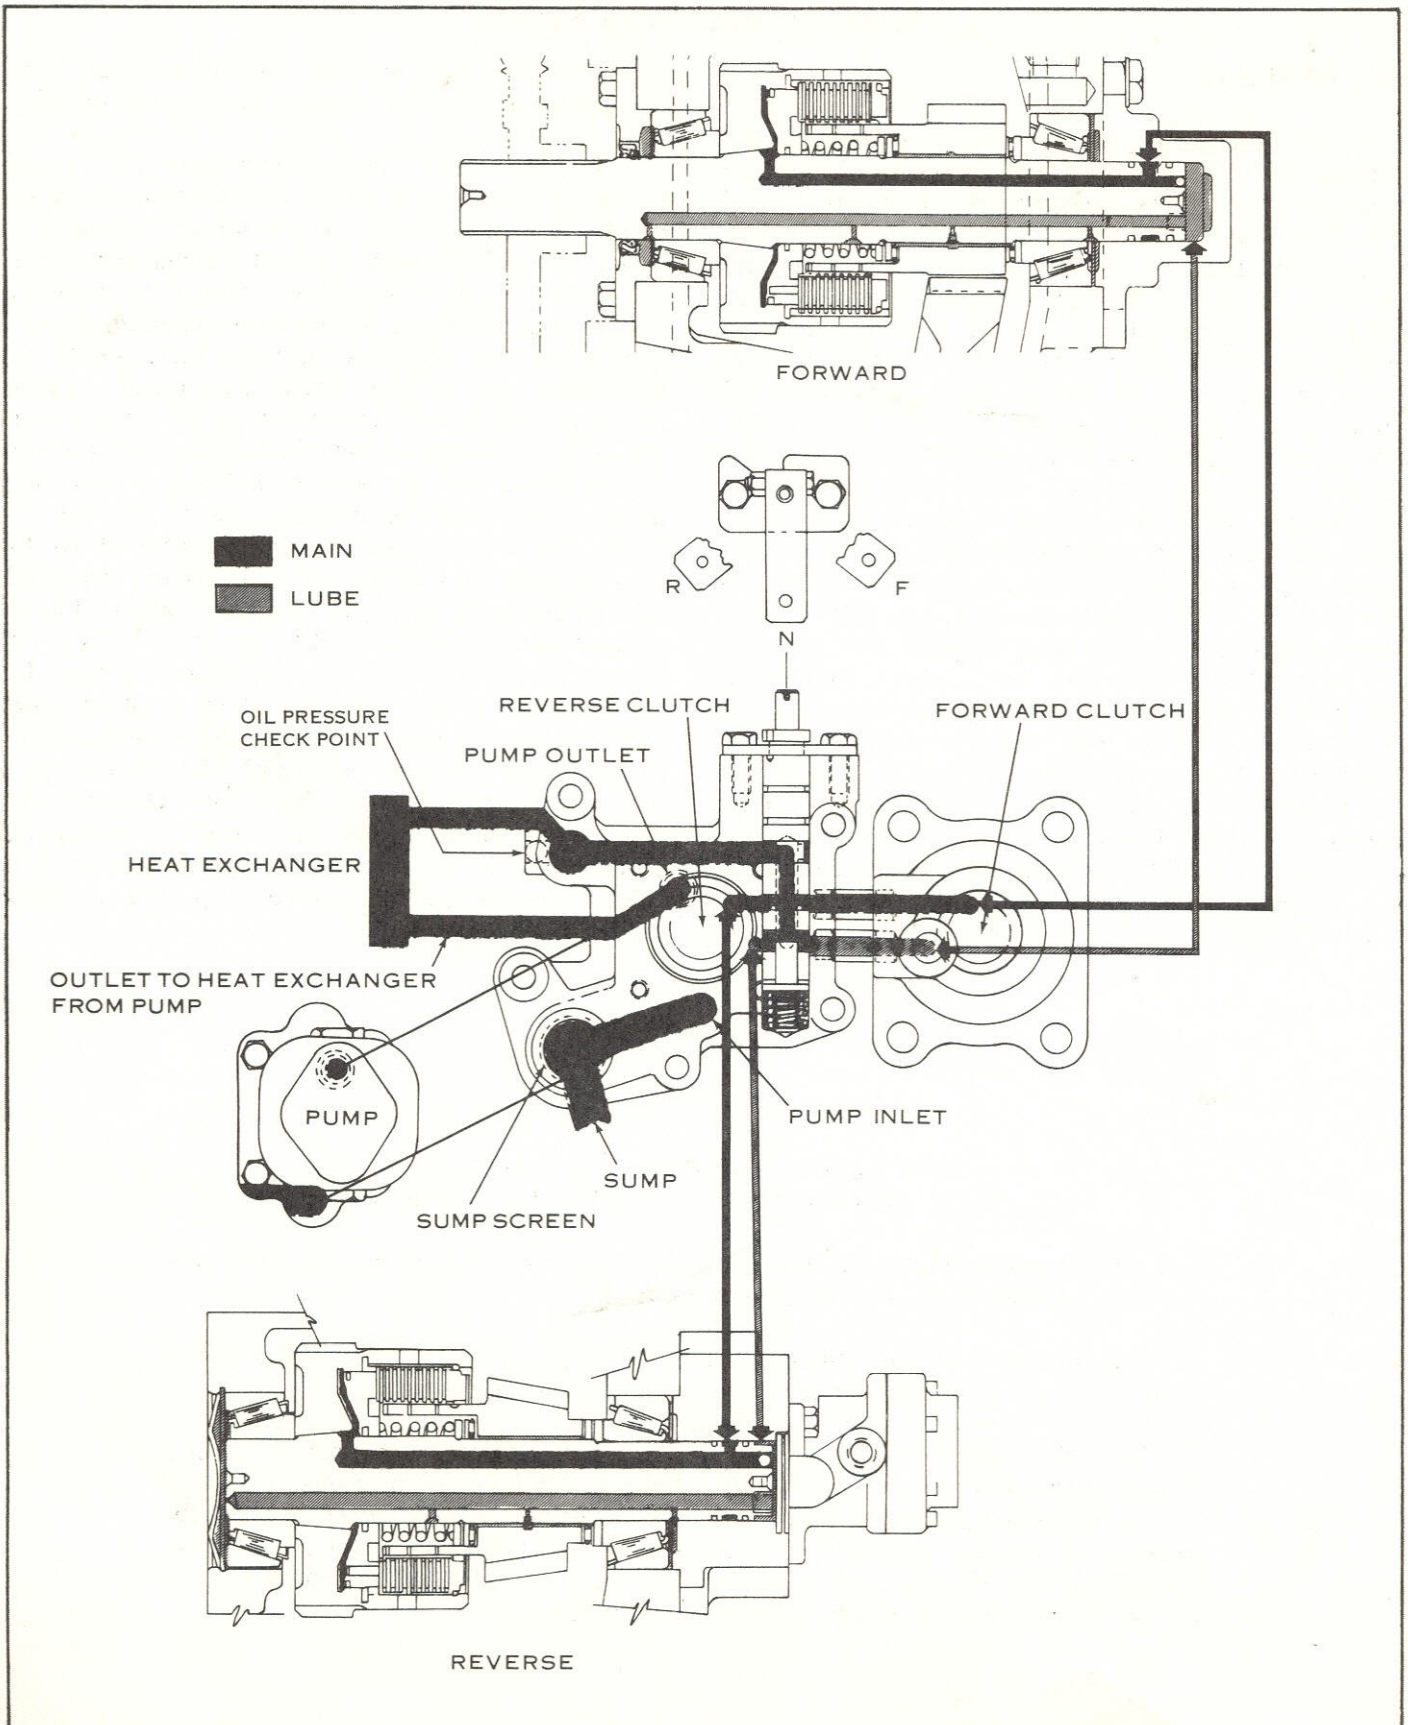 FORWARD
MAIN
LUBE
R
F
N
OIL PRESSURE
CHECK POINT
REVERSE CLUTCH
PUMP OUTLET
FORWARD CLUTCH
HEAT EXCHANGER
OUTLET TO HEAT EXCHANGER
FROM PUMP
PUMP
PUMP INLET
SUMP
SUMP SCREEN
REVERSE